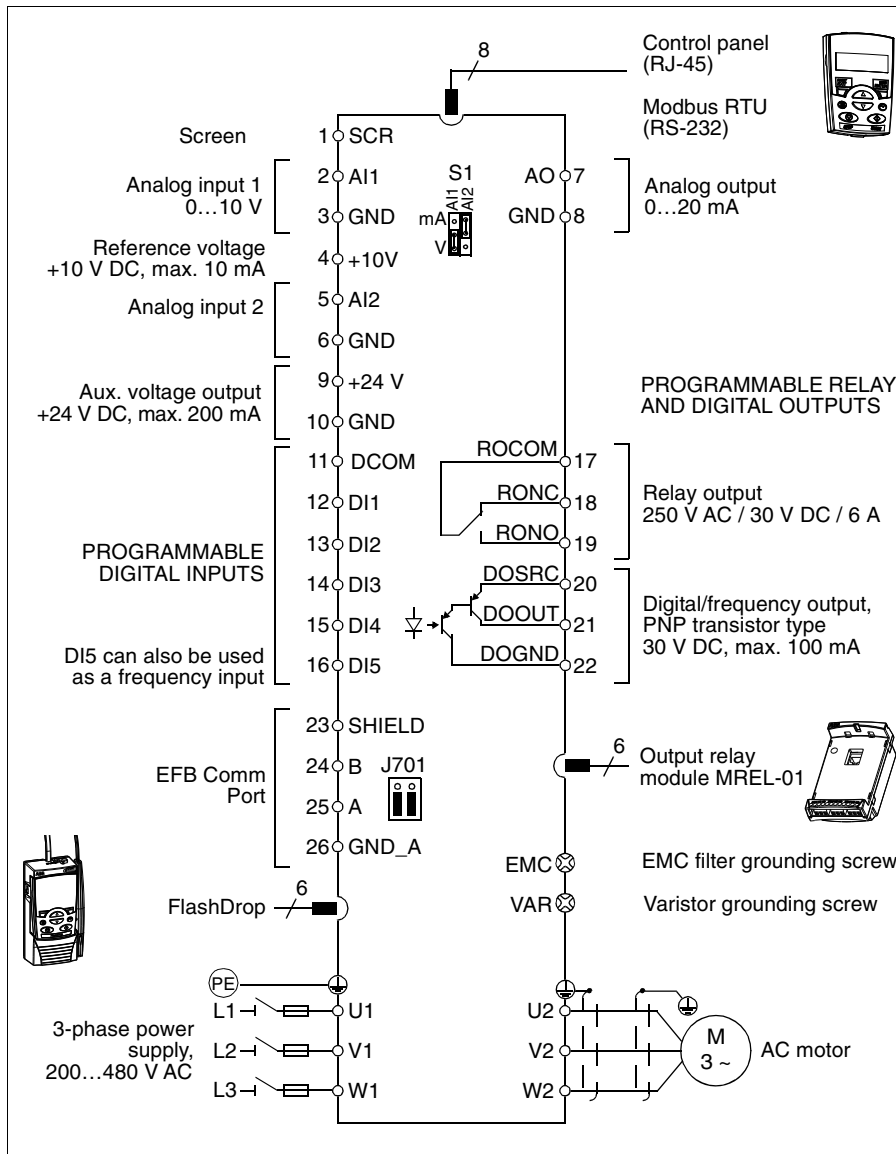 8
Control panel
(RJ-45)
Modbus RTU
(RS-232)
Screen
1 SCR
Analog input 1
0…10 V
2 AI1
3 GND
S1
AI1
AI2
mA
V
AO 7
GND 8
Analog output
0…20 mA
Reference voltage
+10 V DC, max. 10 mA
4 +10V
Analog input 2
5 AI2
6 GND
Aux. voltage output
+24 V DC, max. 200 mA
9 +24 V
10 GND
PROGRAMMABLE RELAY
AND DIGITAL OUTPUTS
PROGRAMMABLE
DIGITAL INPUTS
DI5 can also be used
as a frequency input
11 DCOM
12 DI1
13 DI2
14 DI3
15 DI4
16 DI5
ROCOM 17
RONC 18
RONO 19
Relay output
250 V AC / 30 V DC / 6 A
DOSRC 20
DOOUT 21
DOGND 22
Digital/frequency output,
PNP transistor type
30 V DC, max. 100 mA
EFB Comm
Port
23 SHIELD
24 B
25 A
26 GND_A
J701
6
Output relay
module MREL-01
EMC
EMC filter grounding screw
VAR
Varistor grounding screw
FlashDrop
6
PE
3-phase power
supply,
200…480 V AC
L1
L2
L3
U1
V1
W1
U2
V2
W2
M
3 ~
AC motor